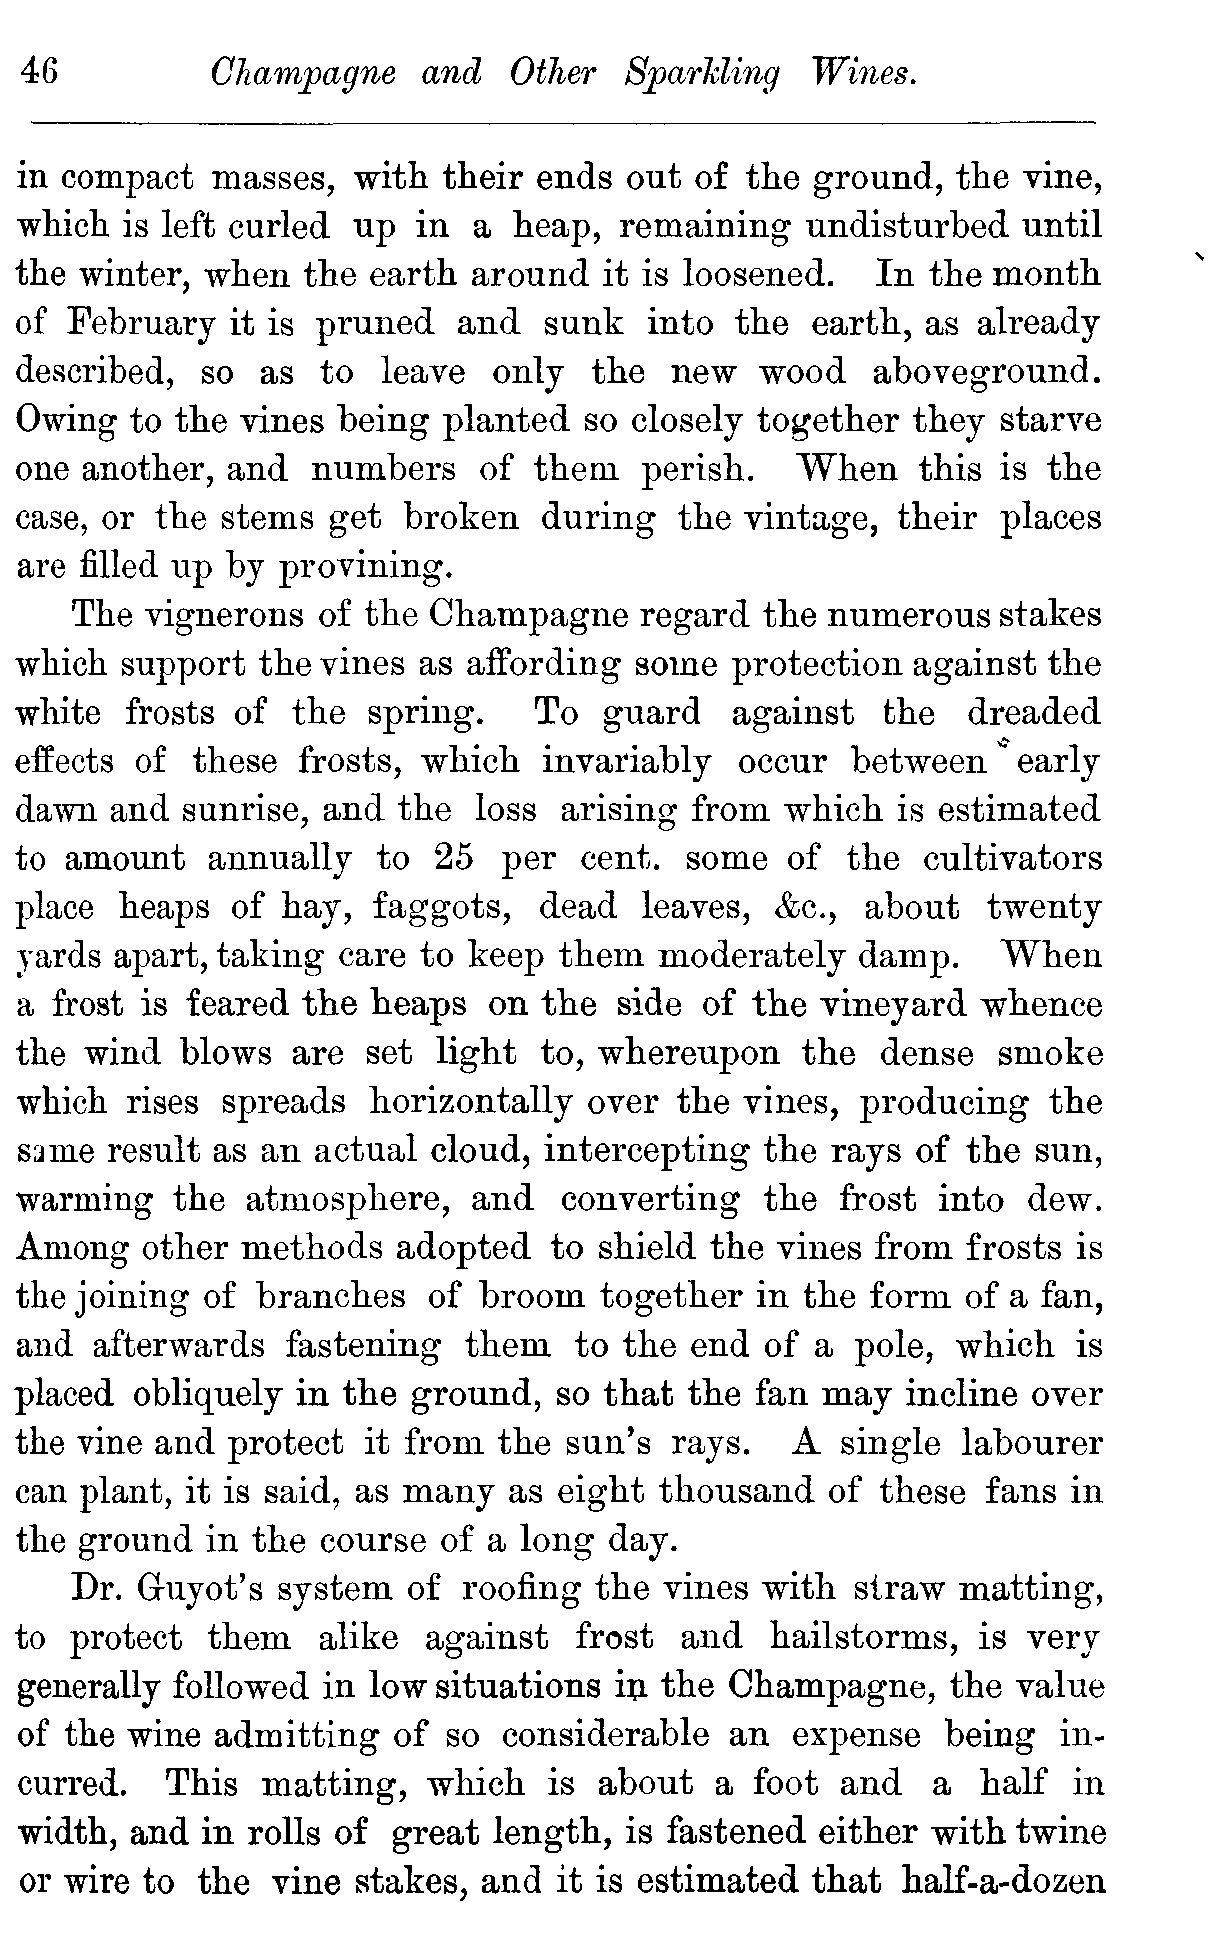 46 Champagne and Other Sparkling Wines.
in compact masses, with their ends out of the ground, the vine,
which is left curled up in a heap, remaining undisturbed until
the winter, when the earth around it is loosened. In the month
of February it is pruned and sunk into the earth, as already
described, so as to leave only the new wood aboveground.
Owing to the vines being planted so closely together they starve
one another, and numbers of them perish. When this is the
case, or the stems get broken during the vintage, their places
are filled up by provining.
The vignerons of the Champagne regard the numerous stakes
which support the vines as affording some protection against the
white frosts of the spring. To guard against the dreaded
effects of these frosts, which invariably occur between early
dawn and sunrise, and the loss arising from which is estimated
to amount annually to 25 per cent. some of the cultivators
place heaps of hay, faggots, dead leaves, &c., about twenty
yards apart, taking care to keep them moderately damp. When
a frost is feared the heaps on the side of the vineyard whence
the wind blows are set light to, whereupon the dense smoke
which rises spreads horizontally over the vines, producing the
same result as an actual cloud, intercepting the rays of the sun,
warming the atmosphere, and converting the frost into dew.
Among other methods adopted to shield the vines from frosts is
the joining of branches of broom together in the form of a fan,
and afterwards fastening them to the end of a pole, which is
placed obliquely in the ground, so that the fan may incline over
the vine and protect it from the sun's rays. A single labourer
can plant, it is said, as many as eight thousand of these fans in
the ground in the course of a long day.
Dr. Guyot's system of roofing the vines with straw matting,
to protect them alike against frost and hailstorms, is very
generally followed in low situations in the Champagne, the value
of the wine admitting of so considerable an expense being in-
curred. This matting, which is about a foot and a half in
width, and in rolls of great length, is fastened either with twine
or wire to the vine stakes, and it is estimated that half-a-dozen